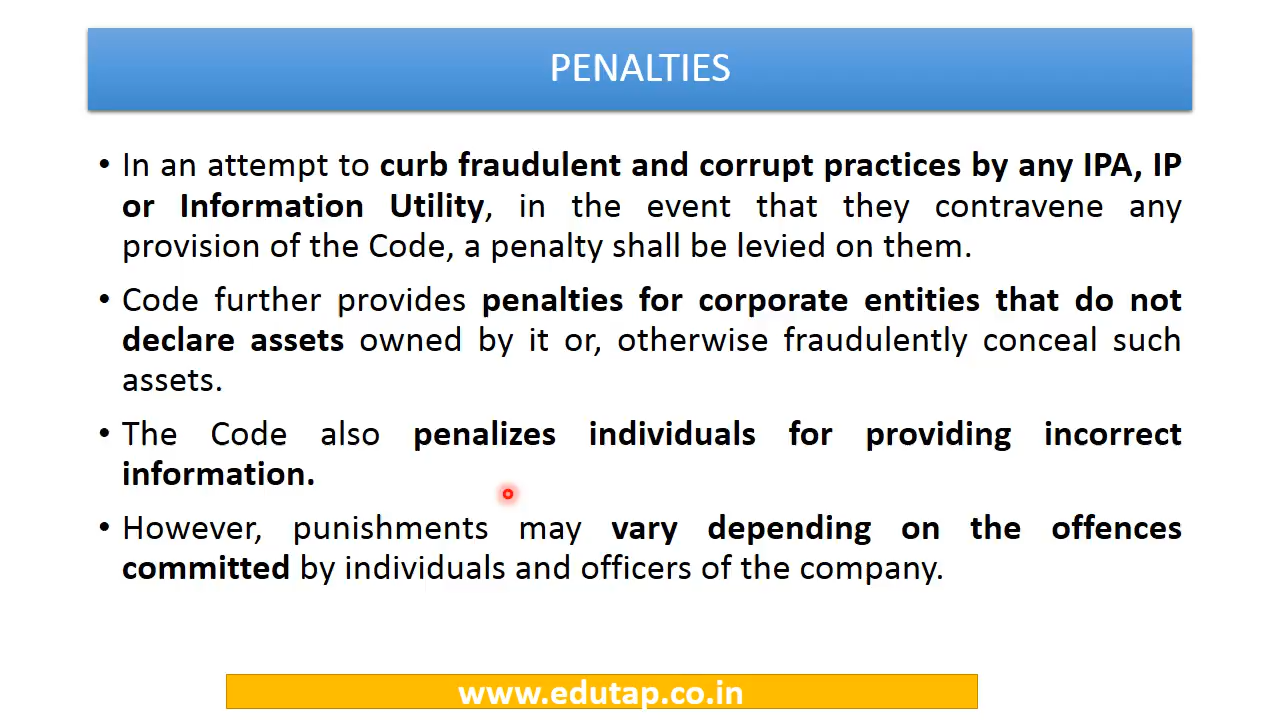 PENALTIES
• In an attempt to curb fraudulent and corrupt practices by any IPA, IP
or Information Utility, in the event that they contravene any
provision of the Code, a penalty shall be levied on them.
• Code further provides penalties for corporate entities that do not
declare assets owned by it or, otherwise fraudulently conceal such
assets.
• The Code also penalizes individuals for providing incorrect
information.
• However, punishments may vary depending on the offences
committed by individuals and officers of the company.
www.edutap.co.in